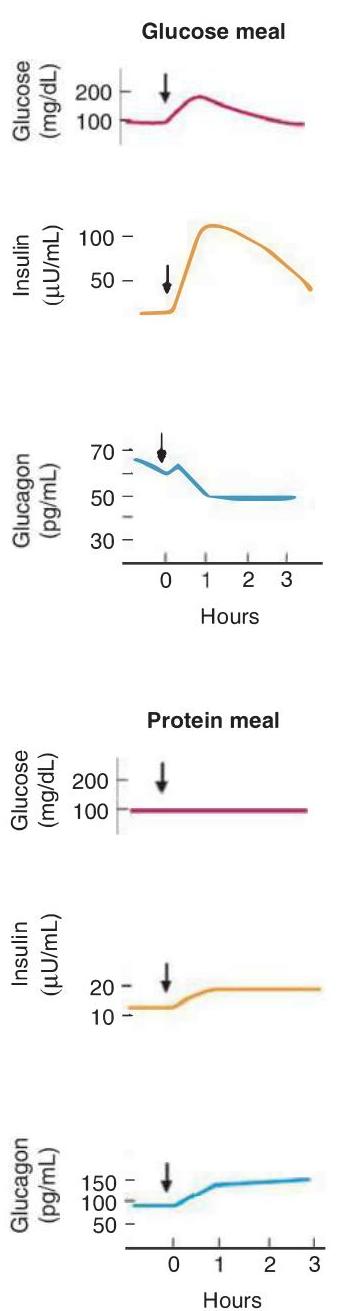 Glucose meal
Glucose
(mg/dL)
200
100
Insulin
(µU/mL)
100
50
Glucagon
(pg/mL)
70
50
30
0 1 2 3
Hours
Protein meal
Glucose
(mg/dL)
200
100
Insulin
(µU/mL)
20
10
Glucagon
(pg/mL)
150
100
50
0 1 2 3
Hours